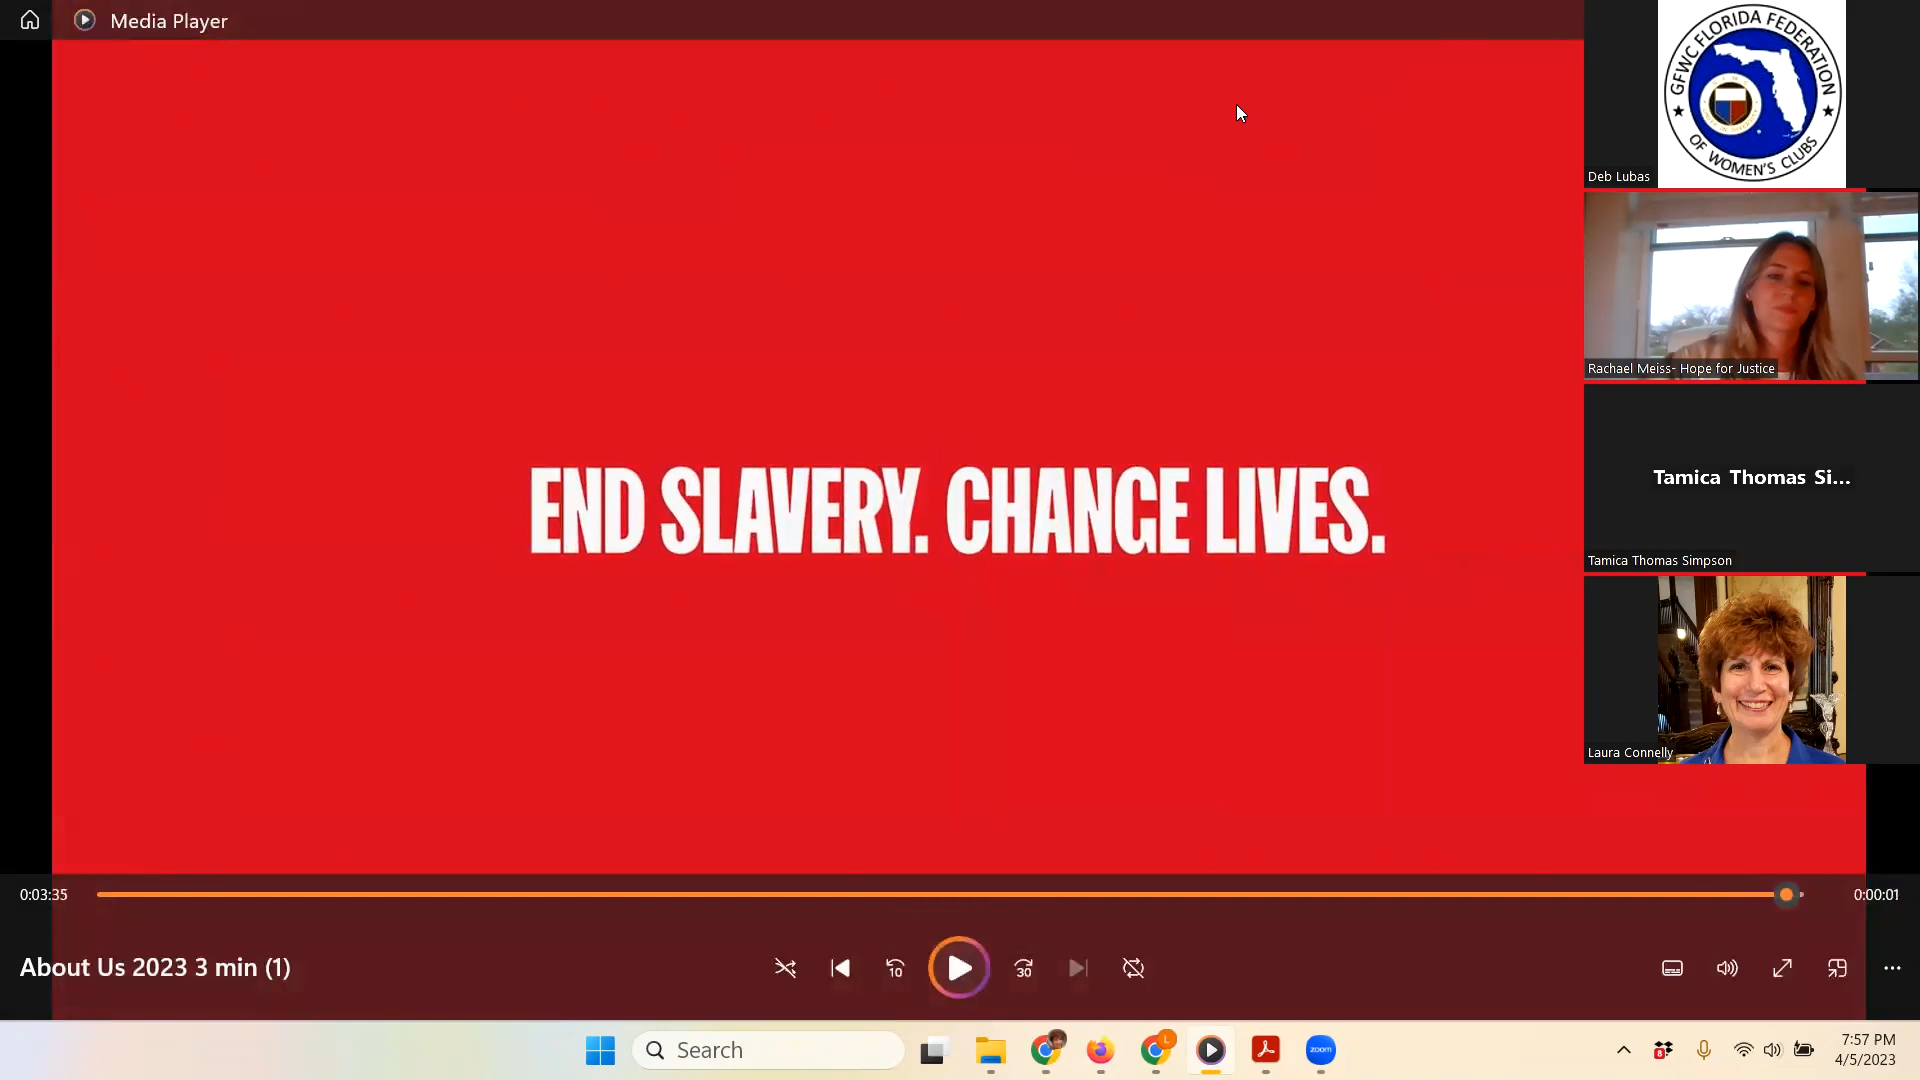 Media Player
GFWC FLORIDA FEDERATION
OF WOMEN'S CLUBS
Deb Lubas
Rachael Meiss- Hope for Justice
Tamica Thomas Si...
Tamica Thomas Simpson
Laura Connelly
END SLAVERY. CHANGE LIVES.
0:03:35
0:00:01
About Us 2023 3 min (1)
10
30
Search
L
zoom
8
7:57 PM
4/5/2023